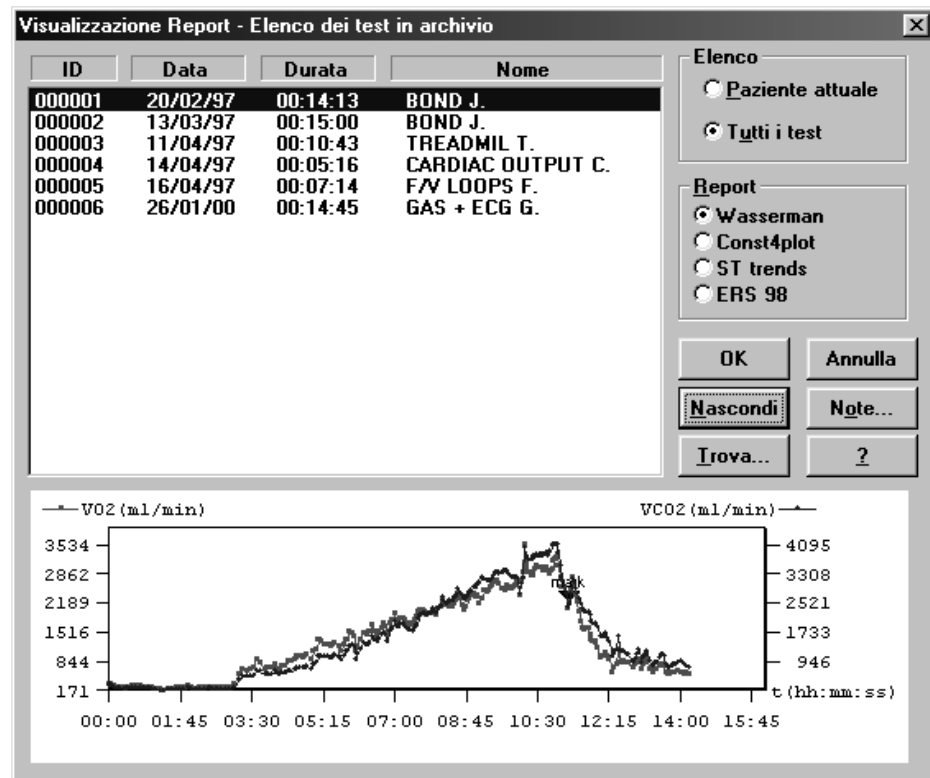 Visualizzazione Report - Elenco dei test in archivio
ID Data Durata Nome
000001 20/02/97 00:14:13 BOND J.
000002 13/03/97 00:15:00 BOND J.
000003 11/04/97 00:10:43 TREADMIL T.
000004 14/04/97 00:05:16 CARDIAC OUTPUT C.
000005 16/04/97 00:07:14 F/V LOOPS F.
000006 26/01/00 00:14:45 GAS + ECG G.
Elenco
Paziente attuale
Tutti i test
Report
Wasserman
Const4plot
ST trends
ERS 98
OK Annulla
Nascondi Note...
Trova... ?
VO2(ml/min) VCO2(ml/min)
3534 4095
2862 3308
mark
2189 2521
1516 1733
844 946
171 t(hh:mm:ss)
00:00 01:45 03:30 05:15 07:00 08:45 10:30 12:15 14:00 15:45